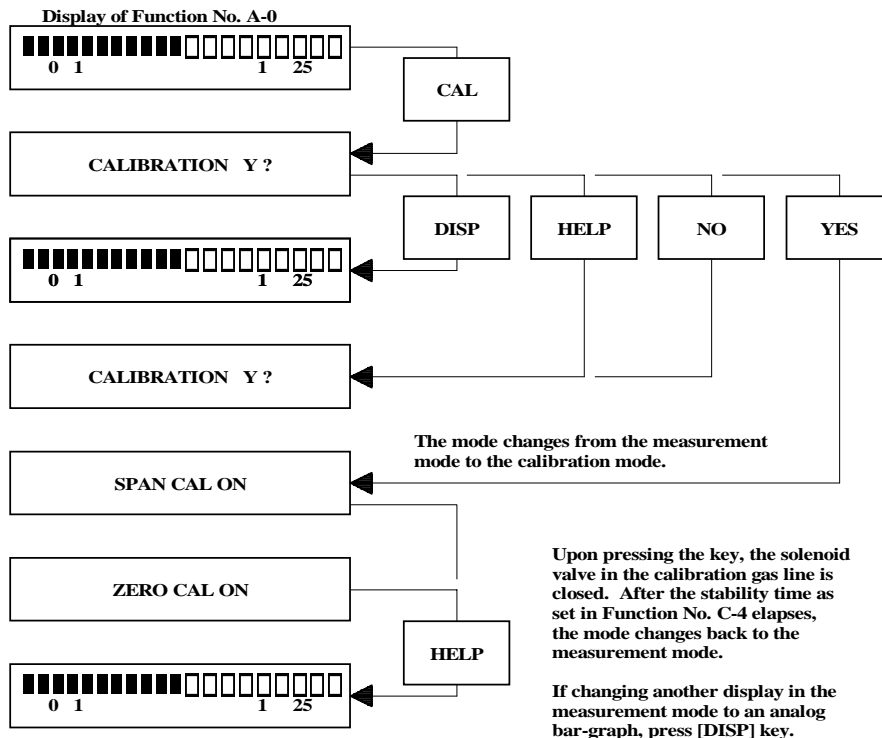 Display of Function No. A-0
0 1 1 25
CAL
CALIBRATION Y ?
DISP HELP NO YES
0 1 1 25
CALIBRATION Y ?
The mode changes from the measurement
mode to the calibration mode.
SPAN CAL ON
ZERO CAL ON
Upon pressing the key, the solenoid
valve in the calibration gas line is
closed. After the stability time as
set in Function No. C-4 elapses,
the mode changes back to the
measurement mode.
HELP
0 1 1 25
If changing another display in the
measurement mode to an analog
bar-graph, press [DISP] key.